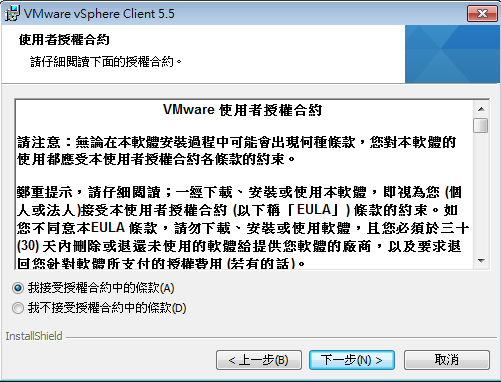 VMware vSphere Client 5.5
使用者授權合約
請仔細閱讀下面的授權合約。
VMware 使用者授權合約
請注意：無論在本軟體安裝過程中可能會出現何種條款，您對本軟體的
使用都應受本使用者授權合約各條款的約束。
鄭重提示，請仔細閱讀；一經下載、安裝或使用本軟體，即視為您 (個
人或法人)接受本使用者授權合約 (以下稱「EULA」) 條款的約束。如
您不同意本EULA 條款，請勿下載、安裝或使用軟體，且您必須於三十
(30) 天內刪除或退還未使用的軟體給提供您軟體的廠商，以及要求退
回您針對軟體所支付的授權費用 (若有的話)。
我接受授權合約中的條款(A)
我不接受授權合約中的條款(D)
InstallShield
< 上一步(B)
下一步(N) >
取消